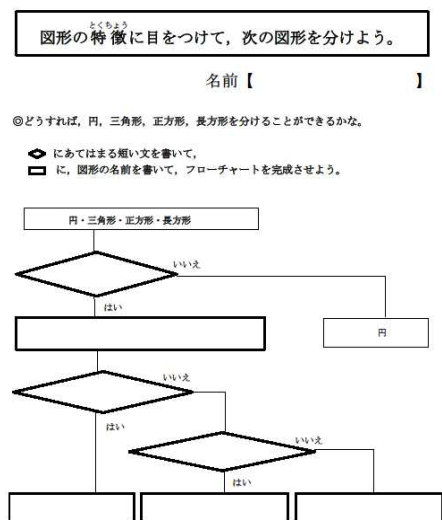 とくちょう
図形の特徴に目をつけて，次の図形を分けよう。
名前【　　　　　　　　】
◎どうすれば，円，三角形，正方形，長方形を分けることができるかな。
にあてはまる短い文を書いて，
に，図形の名前を書いて，フローチャートを完成させよう。
円・三角形・正方形・長方形
いいえ
はい
円
いいえ
はい
いいえ
はい